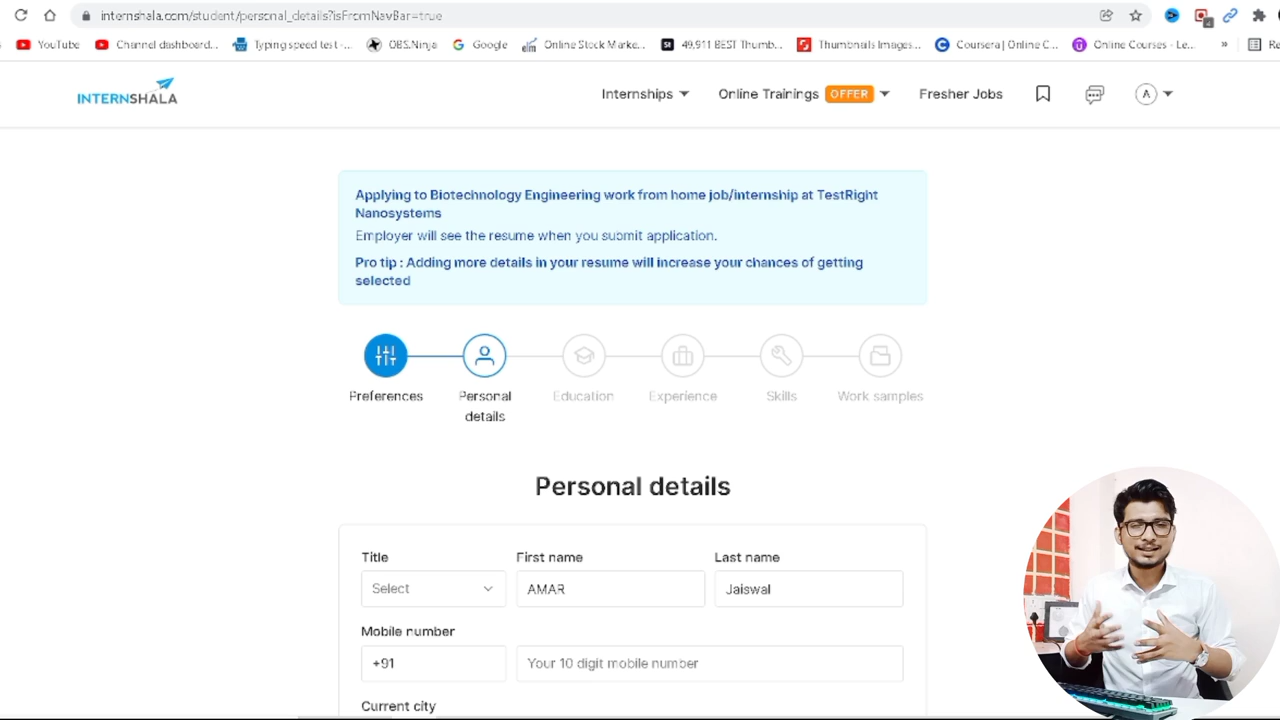 internshala.com/student/personal_details?isFromNavBar=true
YouTube Channel dashboard... Typing speed test -... OBS.Ninja Google Online Stock Marke... St 49,911 BEST Thumb... Thumbnails Images... C Coursera | Online C... Online Courses - Le... » Re
INTERNSHALA Internships Online Trainings OFFER Fresher Jobs A
Applying to Biotechnology Engineering work from home job/internship at TestRight
Nanosystems
Employer will see the resume when you submit application.
Pro tip : Adding more details in your resume will increase your chances of getting
selected
Preferences Personal Education Experience Skills Work samples
details
Personal details
Title First name Last name
Select AMAR Jaiswal
Mobile number
+91 Your 10 digit mobile number
Current city